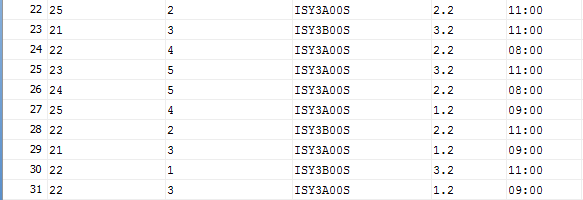 22 25 2 ISY3A00S 2.2 11:00
23 21 3 ISY3B00S 3.2 11:00
24 22 4 ISY3A00S 2.2 08:00
25 23 5 ISY3A00S 3.2 11:00
26 24 5 ISY3A00S 2.2 08:00
27 25 4 ISY3A00S 1.2 09:00
28 22 2 ISY3B00S 2.2 11:00
29 21 3 ISY3A00S 1.2 09:00
30 22 1 ISY3B00S 3.2 11:00
31 22 3 ISY3A00S 1.2 09:00